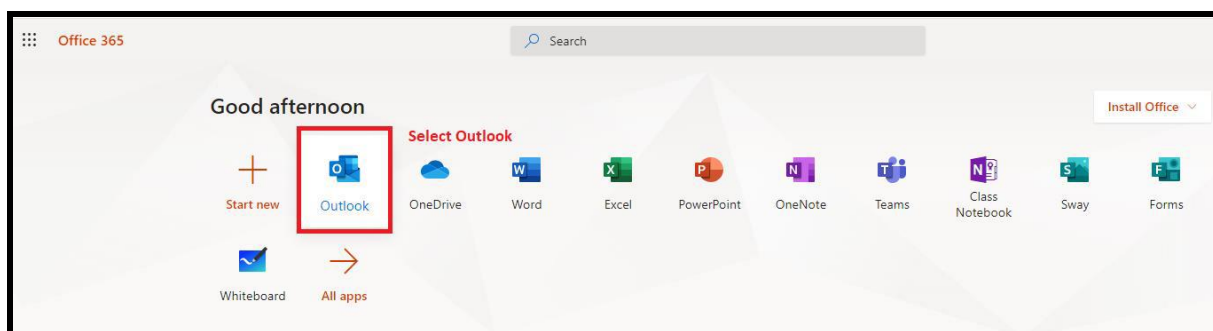 Office 365
Search
Good afternoon
Install Office
Select Outlook
Start new
Outlook
OneDrive
Word
Excel
PowerPoint
OneNote
Teams
Class
Notebook
Sway
Forms
Whiteboard
All apps